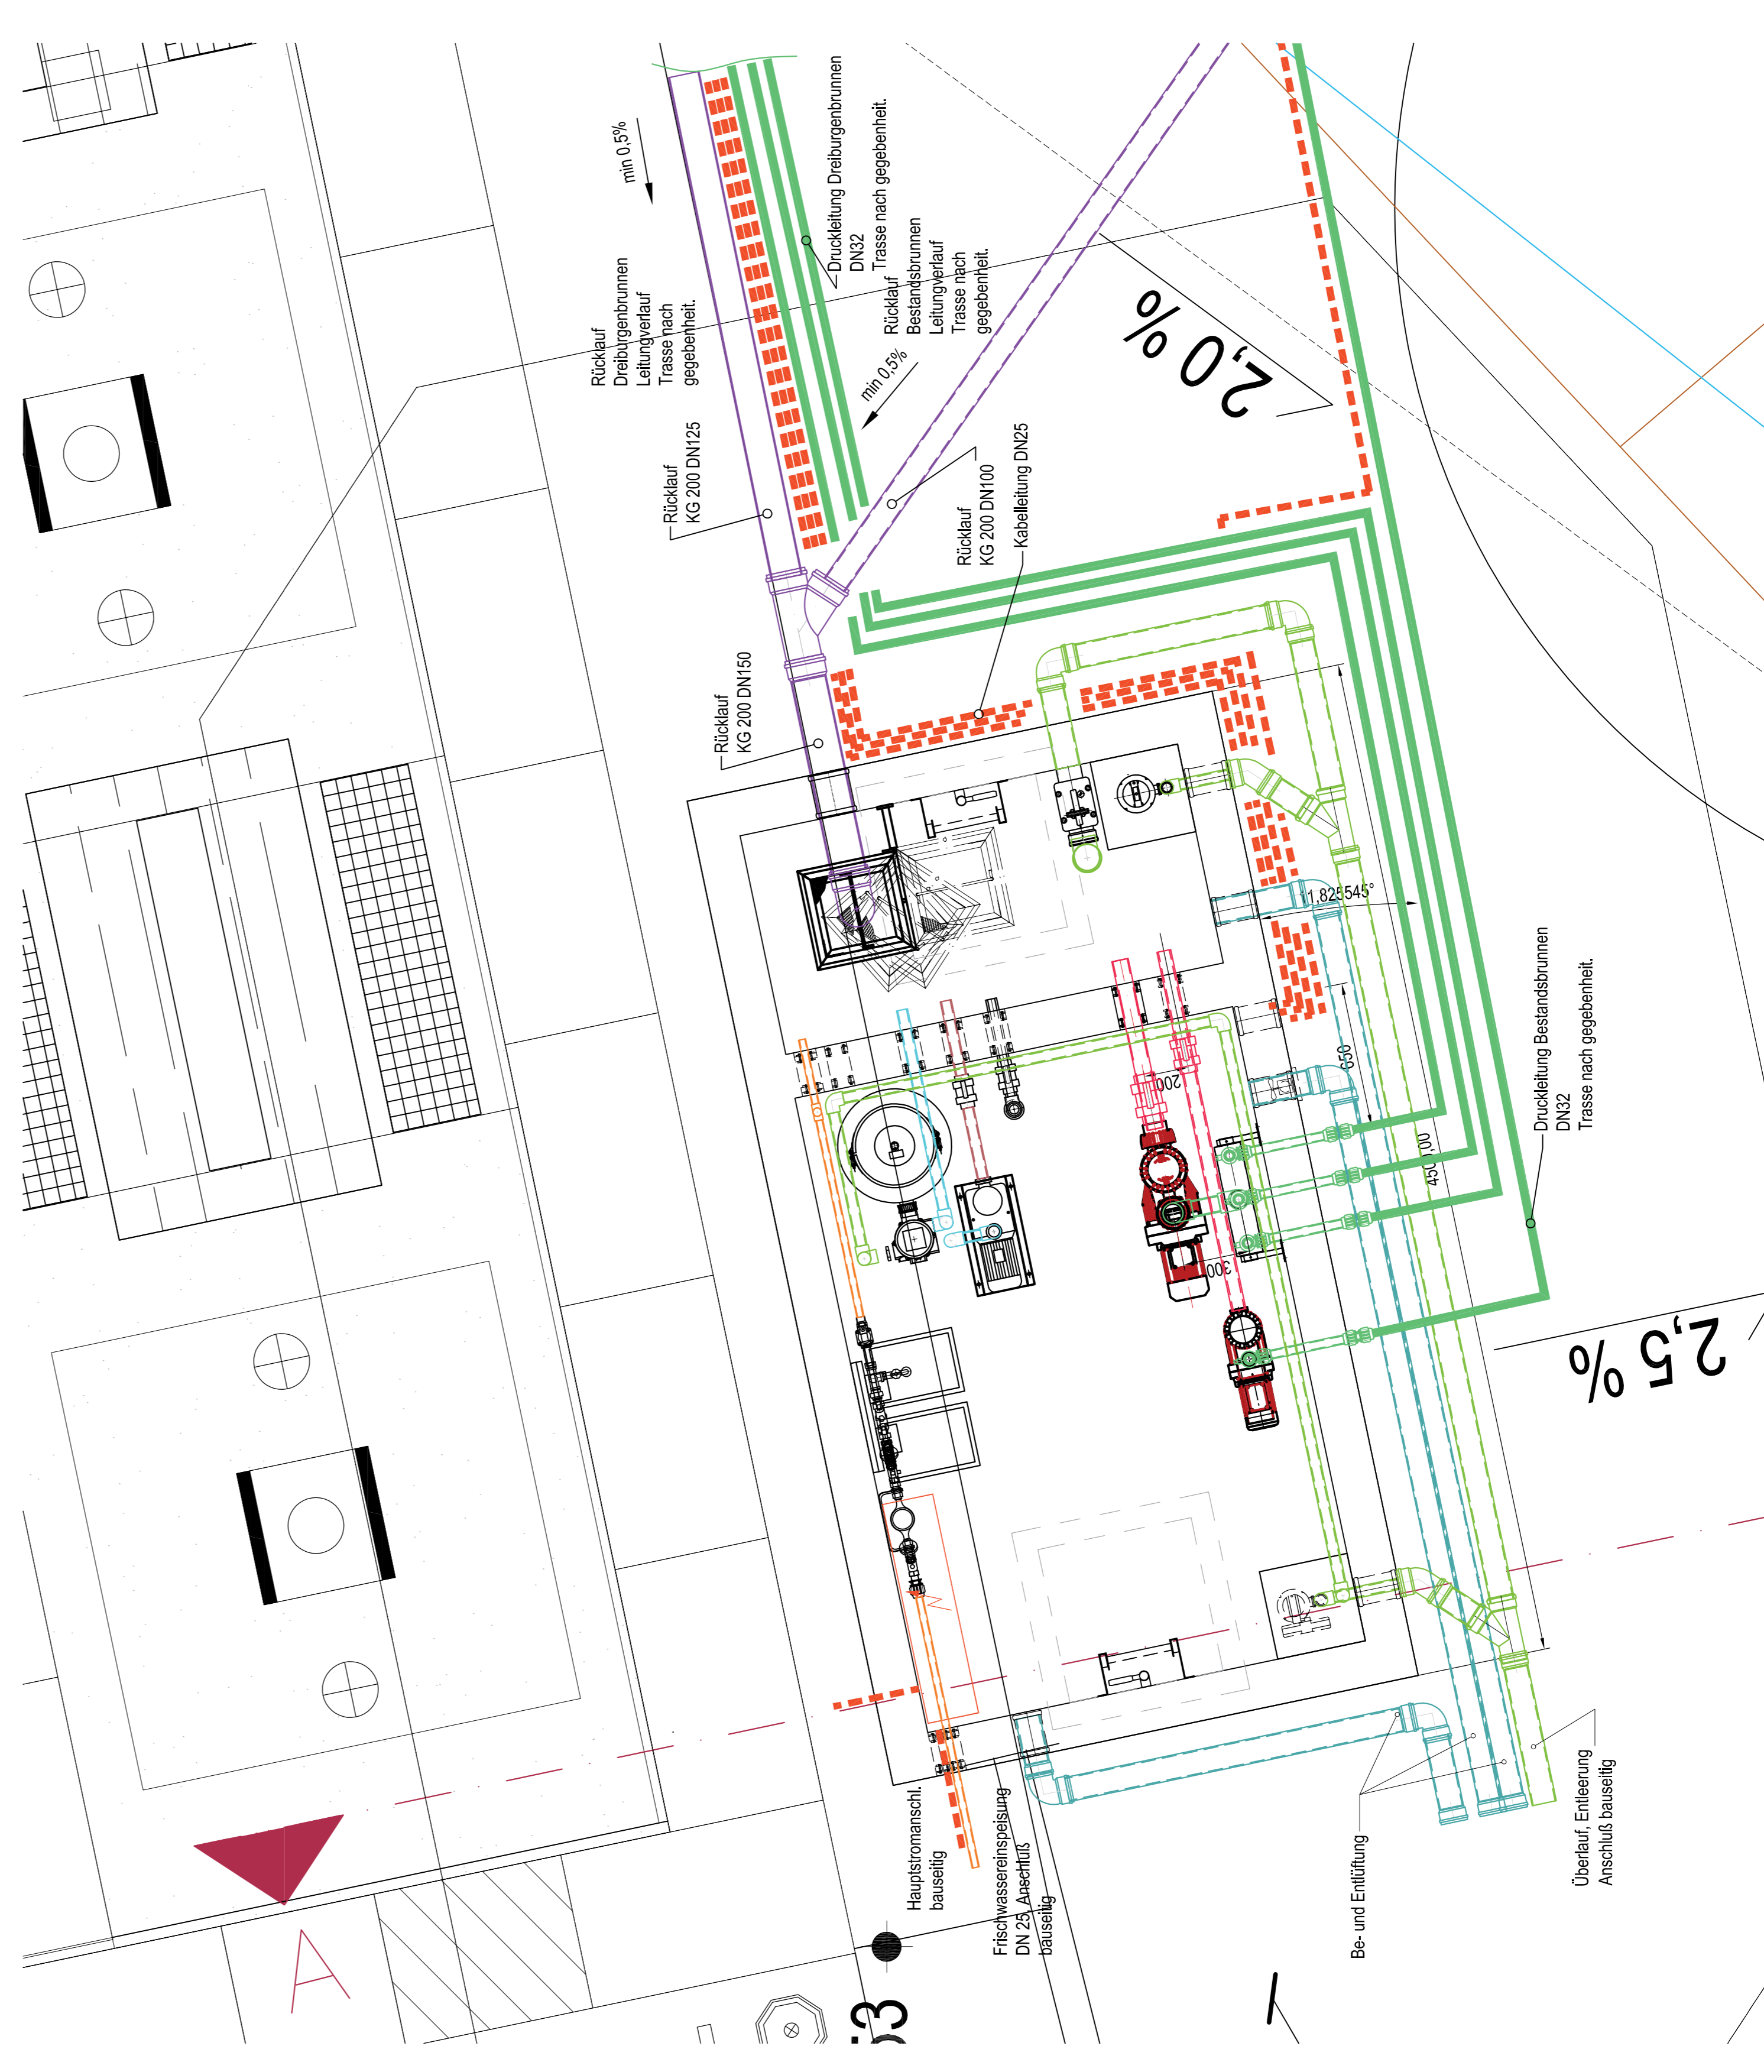 min 0,5%
Druckleitung Dreiburgenbrunnen
DN32
Trasse nach gegebenheit.
Rücklauf
Dreiburgenbrunnen
Leitungverlauf
Trasse nach
gegebenheit.
Rücklauf
Bestandsbrunnen
Leitungverlauf
Trasse nach
gegebenheit.
min 0,5%
2,0 %
Rücklauf
KG 200 DN125
Rücklauf
KG 200 DN100
Kabelleitung DN25
Rücklauf
KG 200 DN150
11,825545°
650
200
300
4500,00
Druckleitung Bestandsbrunnen
DN32
Trasse nach gegebenheit.
2,5 %
Hauptstromanschl.
bauseitig
Frischwassereinspeisung
DN 25, Anschluß
bauseitig
Be- und Entlüftung
Überlauf, Entleerung
Anschluß bauseitig
A
53